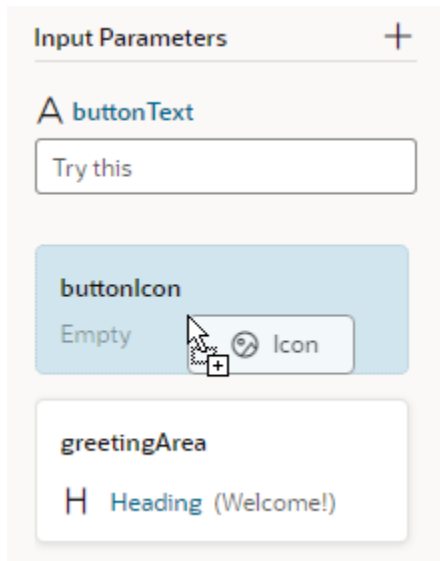 Input Parameters
A buttonText
Try this
buttonIcon
Empty
Icon
greetingArea
H Heading (Welcome!)